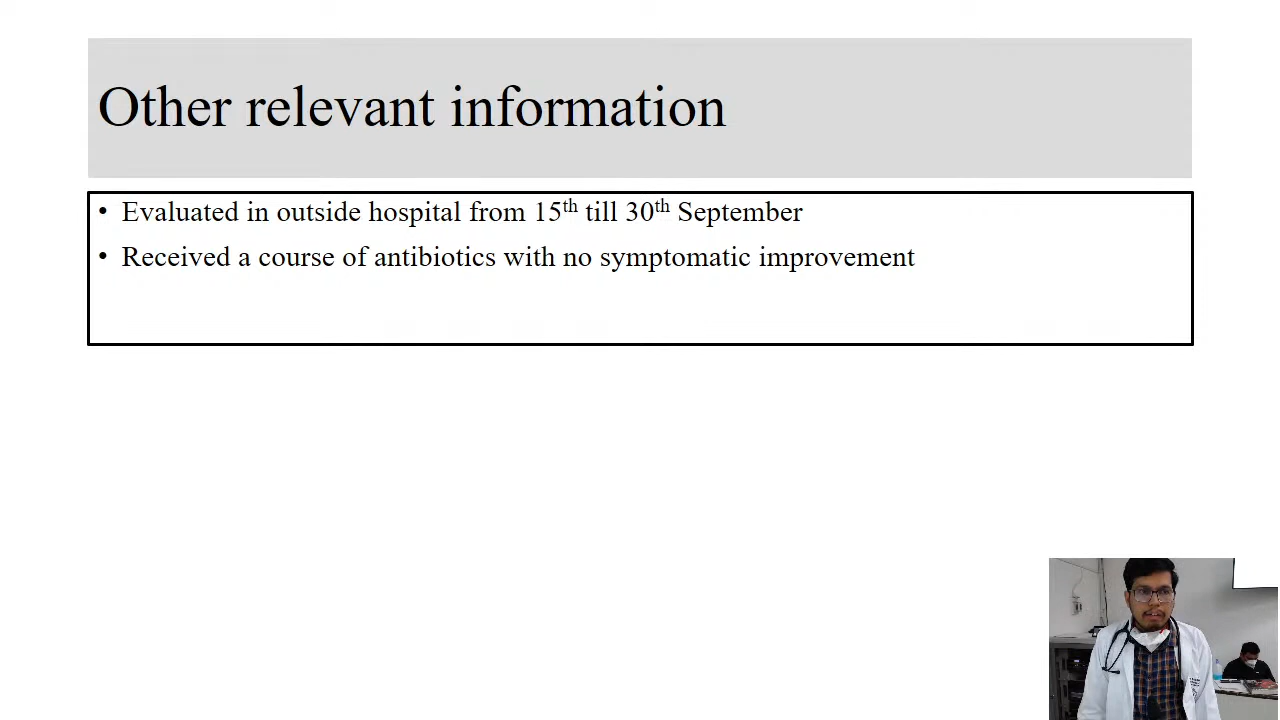 Other relevant information
• Evaluated in outside hospital from 15th till 30th September
• Received a course of antibiotics with no symptomatic improvement